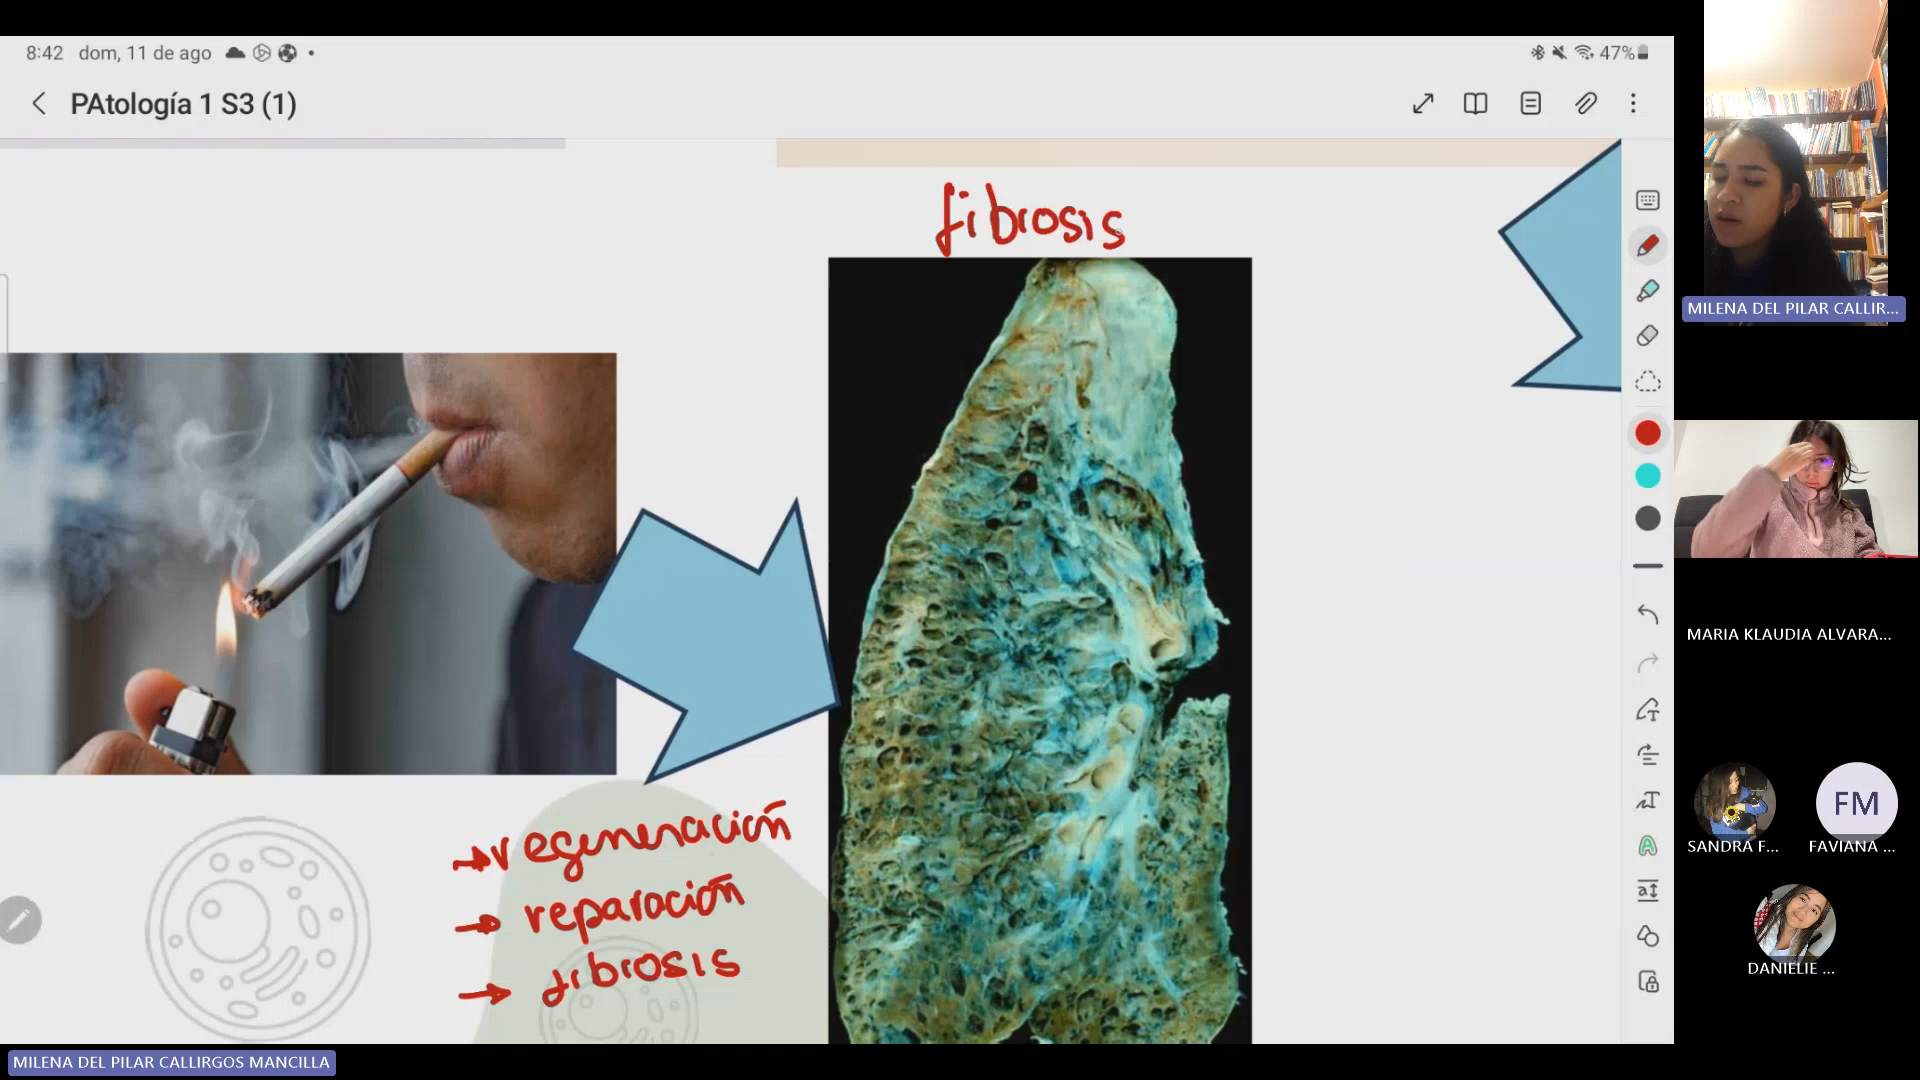 8:42 dom, 11 de ago
47%
PAtología 1 S3 (1)
fibrosis
regeneración
reparación
fibrosis
MILENA DEL PILAR CALLIR...
MARIA KLAUDIA ALVARA...
FM
SANDRA F...
FAVIANA ...
DANIELIE ...
MILENA DEL PILAR CALLIRGOS MANCILLA